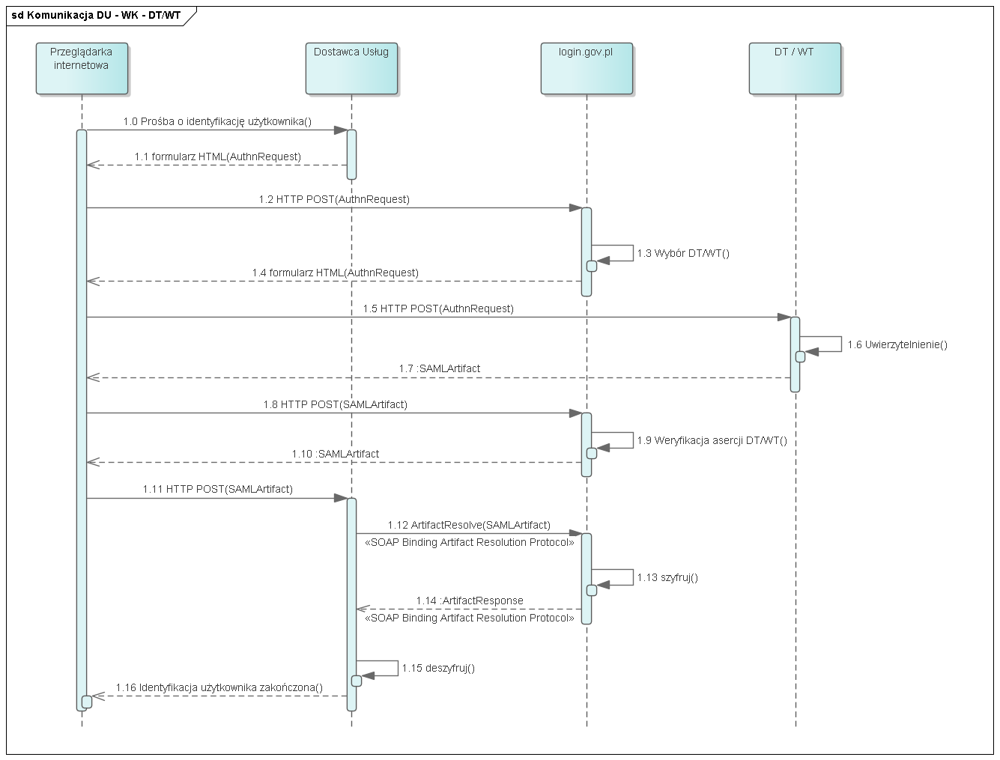 sd Komunikacja DU - WK - DT/WT
Przeglądarka
internetowa
Dostawca Usług
login.gov.pl
DT / WT
1.0 Prośba o identyfikację użytkownika()
1.1 formularz HTML(AuthnRequest)
1.2 HTTP POST(AuthnRequest)
1.3 Wybór DT/WT()
1.4 formularz HTML(AuthnRequest)
1.5 HTTP POST(AuthnRequest)
1.6 Uwierzytelnienie()
1.7 :SAMLArtifact
1.8 HTTP POST(SAMLArtifact)
1.9 Weryfikacja asercji DT/WT()
1.10 :SAMLArtifact
1.11 HTTP POST(SAMLArtifact)
1.12 ArtifactResolve(SAMLArtifact)
«SOAP Binding Artifact Resolution Protocol»
1.13 szyfruj()
1.14 :ArtifactResponse
«SOAP Binding Artifact Resolution Protocol»
1.15 deszyfruj()
1.16 Identyfikacja użytkownika zakończona()